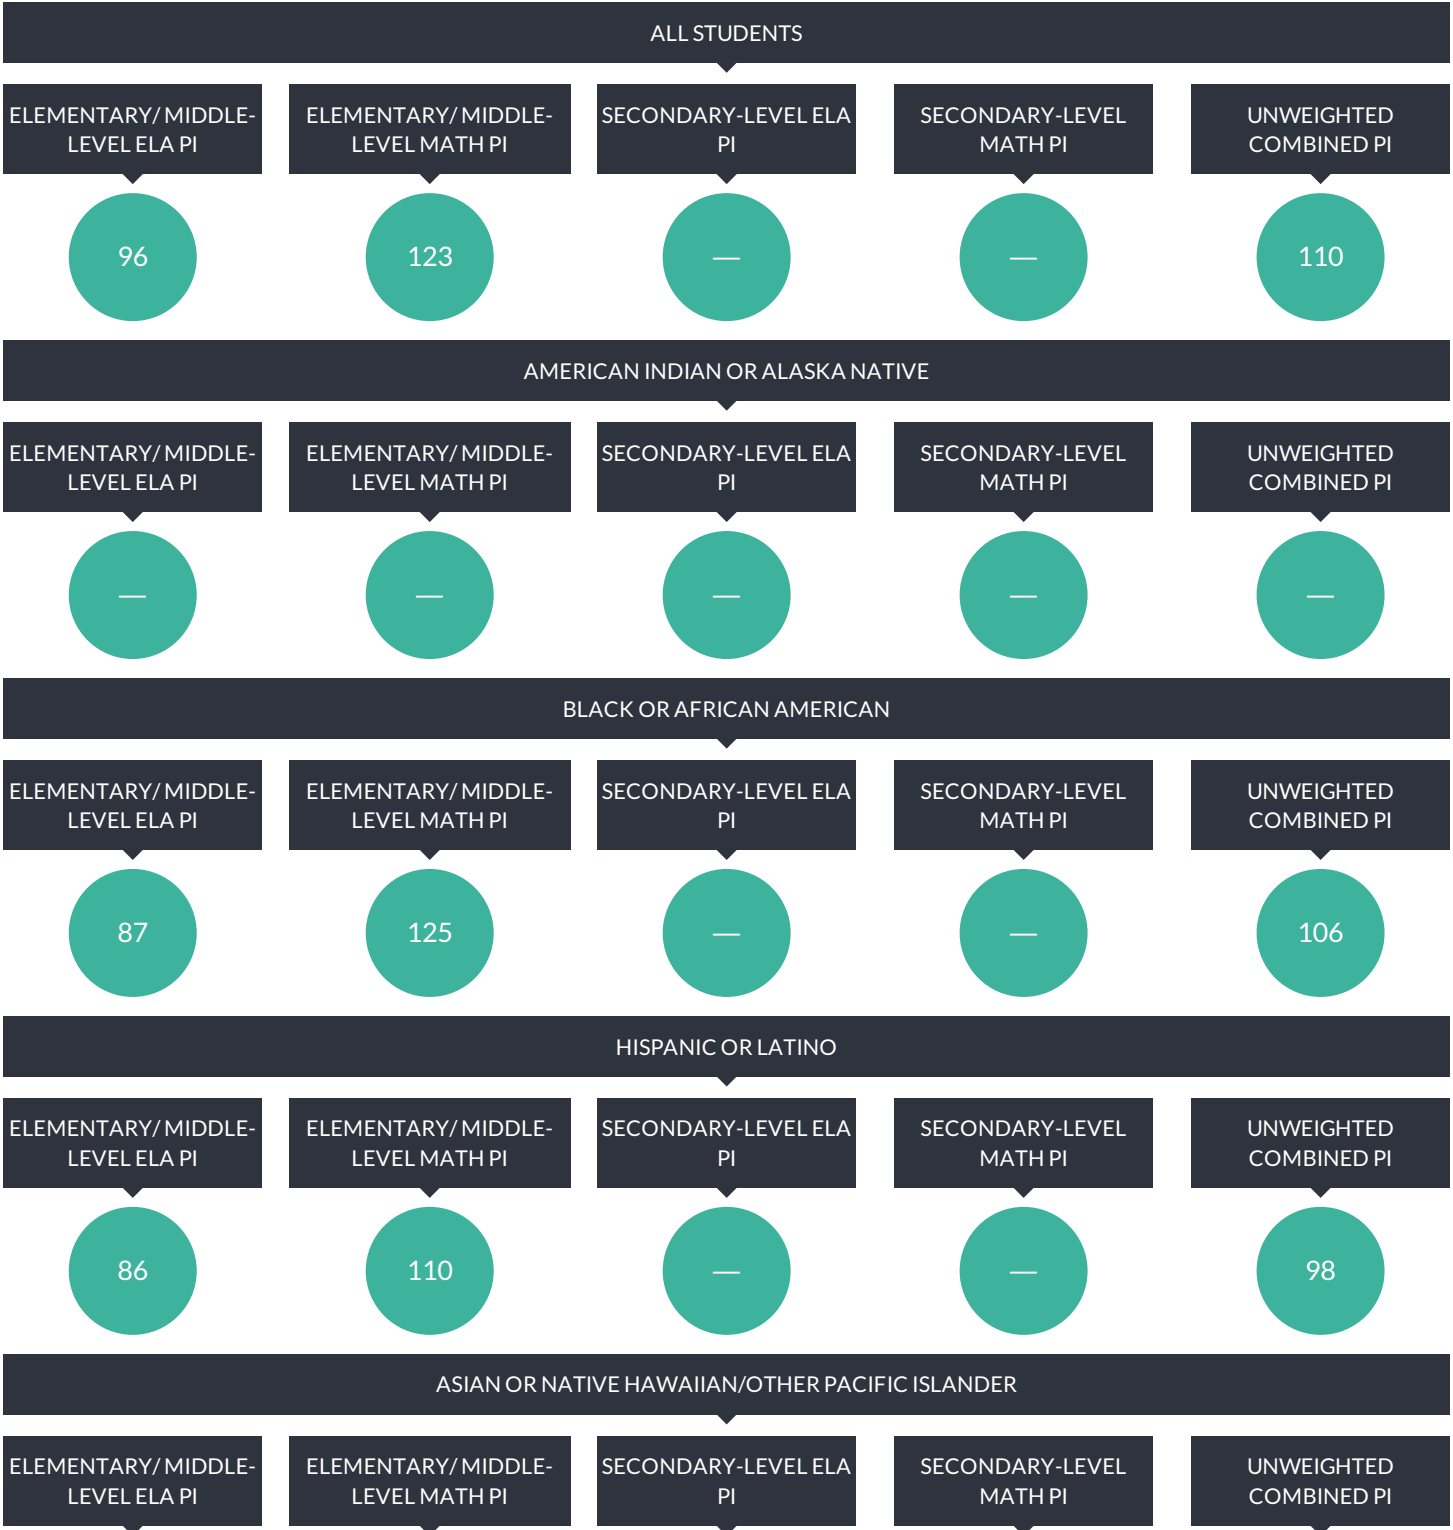 ALL STUDENTS
ELEMENTARY/ MIDDLE-
LEVEL ELA PI
ELEMENTARY/ MIDDLE-
LEVEL MATH PI
SECONDARY-LEVEL ELA
PI
SECONDARY-LEVEL
MATH PI
UNWEIGHTED
COMBINED PI
96
123
—
—
110
AMERICAN INDIAN OR ALASKA NATIVE
ELEMENTARY/ MIDDLE-
LEVEL ELA PI
ELEMENTARY/ MIDDLE-
LEVEL MATH PI
SECONDARY-LEVEL ELA
PI
SECONDARY-LEVEL
MATH PI
UNWEIGHTED
COMBINED PI
—
—
—
—
—
BLACK OR AFRICAN AMERICAN
ELEMENTARY/ MIDDLE-
LEVEL ELA PI
ELEMENTARY/ MIDDLE-
LEVEL MATH PI
SECONDARY-LEVEL ELA
PI
SECONDARY-LEVEL
MATH PI
UNWEIGHTED
COMBINED PI
87
125
—
—
106
HISPANIC OR LATINO
ELEMENTARY/ MIDDLE-
LEVEL ELA PI
ELEMENTARY/ MIDDLE-
LEVEL MATH PI
SECONDARY-LEVEL ELA
PI
SECONDARY-LEVEL
MATH PI
UNWEIGHTED
COMBINED PI
86
110
—
—
98
ASIAN OR NATIVE HAWAIIAN/OTHER PACIFIC ISLANDER
ELEMENTARY/ MIDDLE-
LEVEL ELA PI
ELEMENTARY/ MIDDLE-
LEVEL MATH PI
SECONDARY-LEVEL ELA
PI
SECONDARY-LEVEL
MATH PI
UNWEIGHTED
COMBINED PI